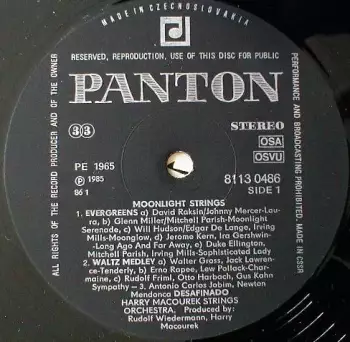 MADE IN CZECHOSLOVAKIA
RESERVED, REPRODUCTION, USE OF THIS DISC FOR PUBLIC
PERFORMANCE AND BROADCASTING PROHIBITED. MADE IN CSSR
ALL RIGHTS OF THE RECORD PRODUCER AND OF THE OWNER
PANTON
33
STEREO
OSA
OSVU
PE 1965
℗ 1985
86 1
8113 0486
SIDE 1
MOONLIGHT STRINGS
1. EVERGREENS a) David Raksin/Johnny Mercer-Lau-
ra, b) Glenn Miller/Mitchell Parish-Moonlight
Serenade, c) Will Hudson/Edgar De Lange, Irving
Mills-Moonglow, d) Jerome Kern, Ira Gershwin-
-Long Ago And Far Away, e) Duke Ellington,
Mitchell Parish, Irving Mills-Sophisticated Lady
2. WALTZ MEDLEY a) Walter Gross, Jack Lawren-
ce-Tenderly, b) Erno Rapee, Lew Pollack-Char-
maine, c) Rudolf Friml, Otto Harbach, Gus Kahn
Sympathy - 3. Antonio Carlos Jobim, Newton
Mendonca DESAFINADO
HARRY MACOUREK STRINGS
ORCHESTRA. Produced by:
Rudolf Wiedermann, Harry
Macourek